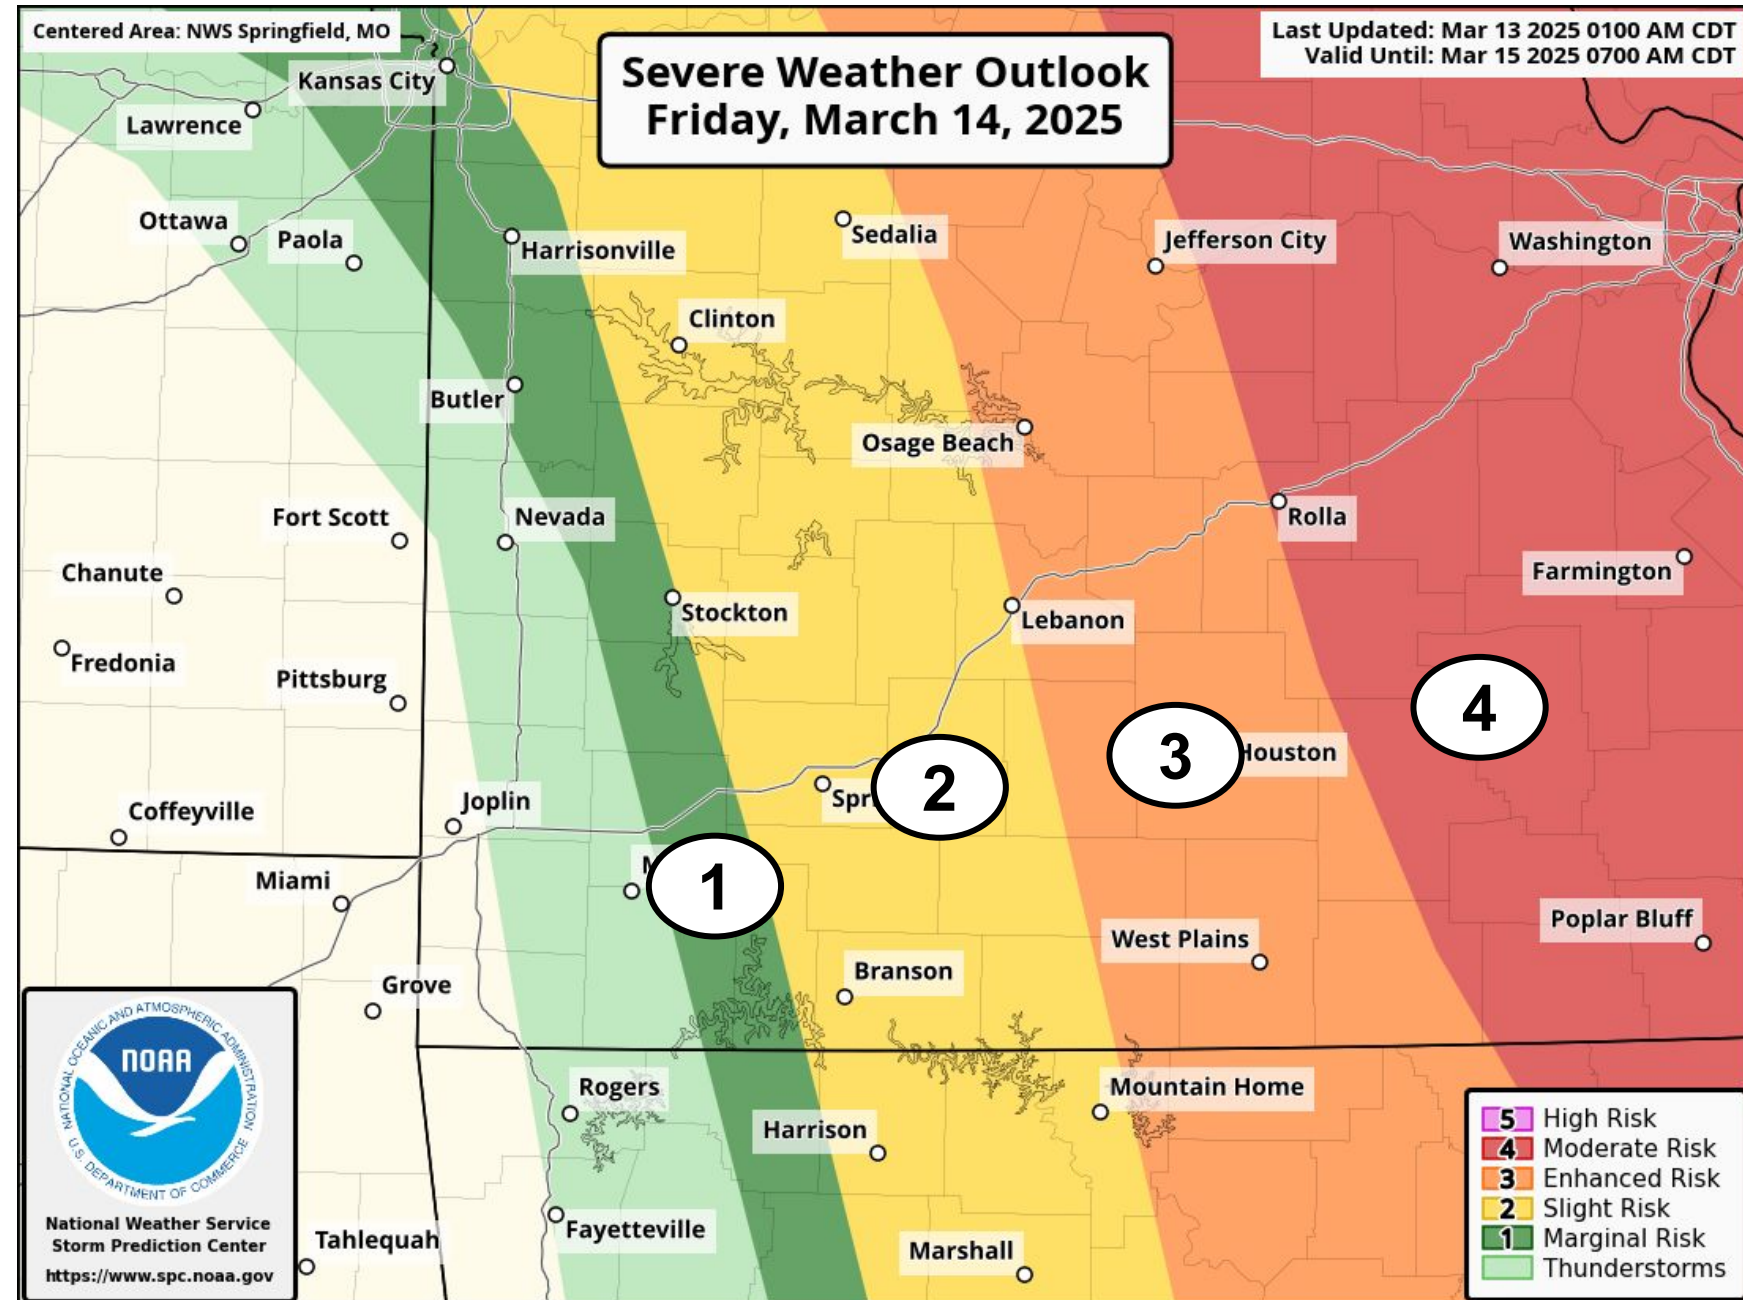 Centered Area: NWS Springfield, MO
Last Updated: Mar 13 2025 0100 AM CDT
Valid Until: Mar 15 2025 0700 AM CDT
Severe Weather Outlook
Friday, March 14, 2025
Kansas City
Lawrence
Ottawa
Paola
Harrisonville
Sedalia
Jefferson City
Washington
Clinton
Butler
Osage Beach
Fort Scott
Nevada
Rolla
Chanute
Farmington
Stockton
Lebanon
Fredonia
Pittsburg
4
3
Houston
2
Coffeyville
Joplin
1
Miami
Poplar Bluff
West Plains
Branson
Grove
Rogers
Mountain Home
Harrison
Fayetteville
Tahlequah
Marshall
NATIONAL OCEANIC AND ATMOSPHERIC ADMINISTRATION
NOAA
U.S. DEPARTMENT OF COMMERCE
National Weather Service
Storm Prediction Center
https://www.spc.noaa.gov
5 High Risk
4 Moderate Risk
3 Enhanced Risk
2 Slight Risk
1 Marginal Risk
Thunderstorms